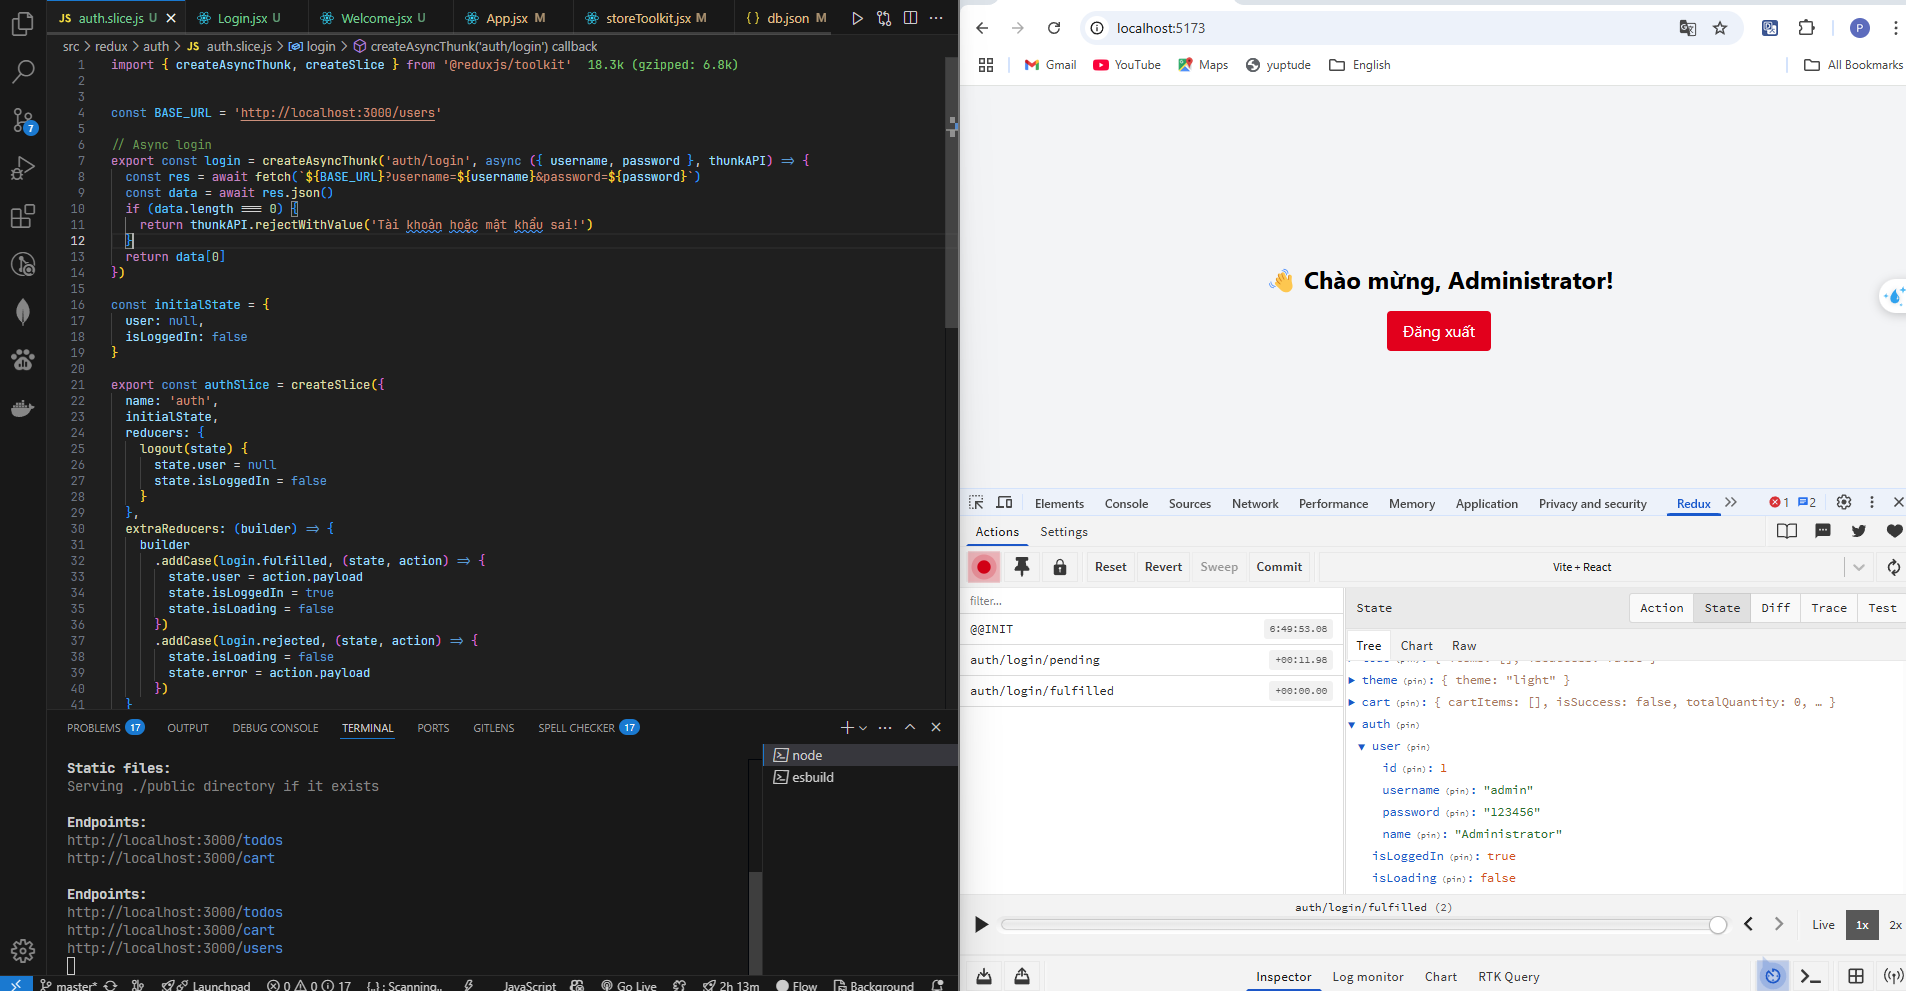 JS auth.slice.js U
Login.jsx U
Welcome.jsx U
App.jsx M
storeToolkit.jsx M
{ } db.json M
src > redux > auth > JS auth.slice.js > login > createAsyncThunk('auth/login') callback
1 import { createAsyncThunk, createSlice } from '@reduxjs/toolkit' 18.3k (gzipped: 6.8k)
2
3
4 const BASE_URL = 'http://localhost:3000/users'
5
6 // Async login
7 export const login = createAsyncThunk('auth/login', async ({ username, password }, thunkAPI) => {
8 const res = await fetch(`${BASE_URL}?username=${username}&password=${password}`)
9 const data = await res.json()
10 if (data.length === 0) {
11 return thunkAPI.rejectWithValue('Tài khoản hoặc mật khẩu sai!')
12 }
13 return data[0]
14 })
15
16 const initialState = {
17 user: null,
18 isLoggedIn: false
19 }
20
21 export const authSlice = createSlice({
22 name: 'auth',
23 initialState,
24 reducers: {
25 logout(state) {
26 state.user = null
27 state.isLoggedIn = false
28 }
29 },
30 extraReducers: (builder) => {
31 builder
32 .addCase(login.fulfilled, (state, action) => {
33 state.user = action.payload
34 state.isLoggedIn = true
35 state.isLoading = false
36 })
37 .addCase(login.rejected, (state, action) => {
38 state.isLoading = false
39 state.error = action.payload
40 })
41 }
7
PROBLEMS 17 OUTPUT DEBUG CONSOLE TERMINAL PORTS GITLENS SPELL CHECKER 17
Static files:
Serving ./public directory if it exists
Endpoints:
http://localhost:3000/todos
http://localhost:3000/cart
Endpoints:
http://localhost:3000/todos
http://localhost:3000/cart
http://localhost:3000/users
node
esbuild
master* Launchpad 0 0 17 {..}: Scanning.. JavaScript Go Live 2h 13m Flow Background
localhost:5173
P
Gmail YouTube Maps yuptude English All Bookmarks
👋 Chào mừng, Administrator!
Đăng xuất
Elements Console Sources Network Performance Memory Application Privacy and security Redux 1 2
Actions Settings
Reset Revert Sweep Commit Vite + React
filter...
@@INIT 6:49:53.08
auth/login/pending +00:11.98
auth/login/fulfilled +00:00.00
State Action State Diff Trace Test
Tree Chart Raw
theme (pin): { theme: "light" }
cart (pin): { cartItems: [], isSuccess: false, totalQuantity: 0, … }
auth (pin)
user (pin)
id (pin): 1
username (pin): "admin"
password (pin): "123456"
name (pin): "Administrator"
isLoggedIn (pin): true
isLoading (pin): false
auth/login/fulfilled (2)
Live 1x 2x
Inspector Log monitor Chart RTK Query